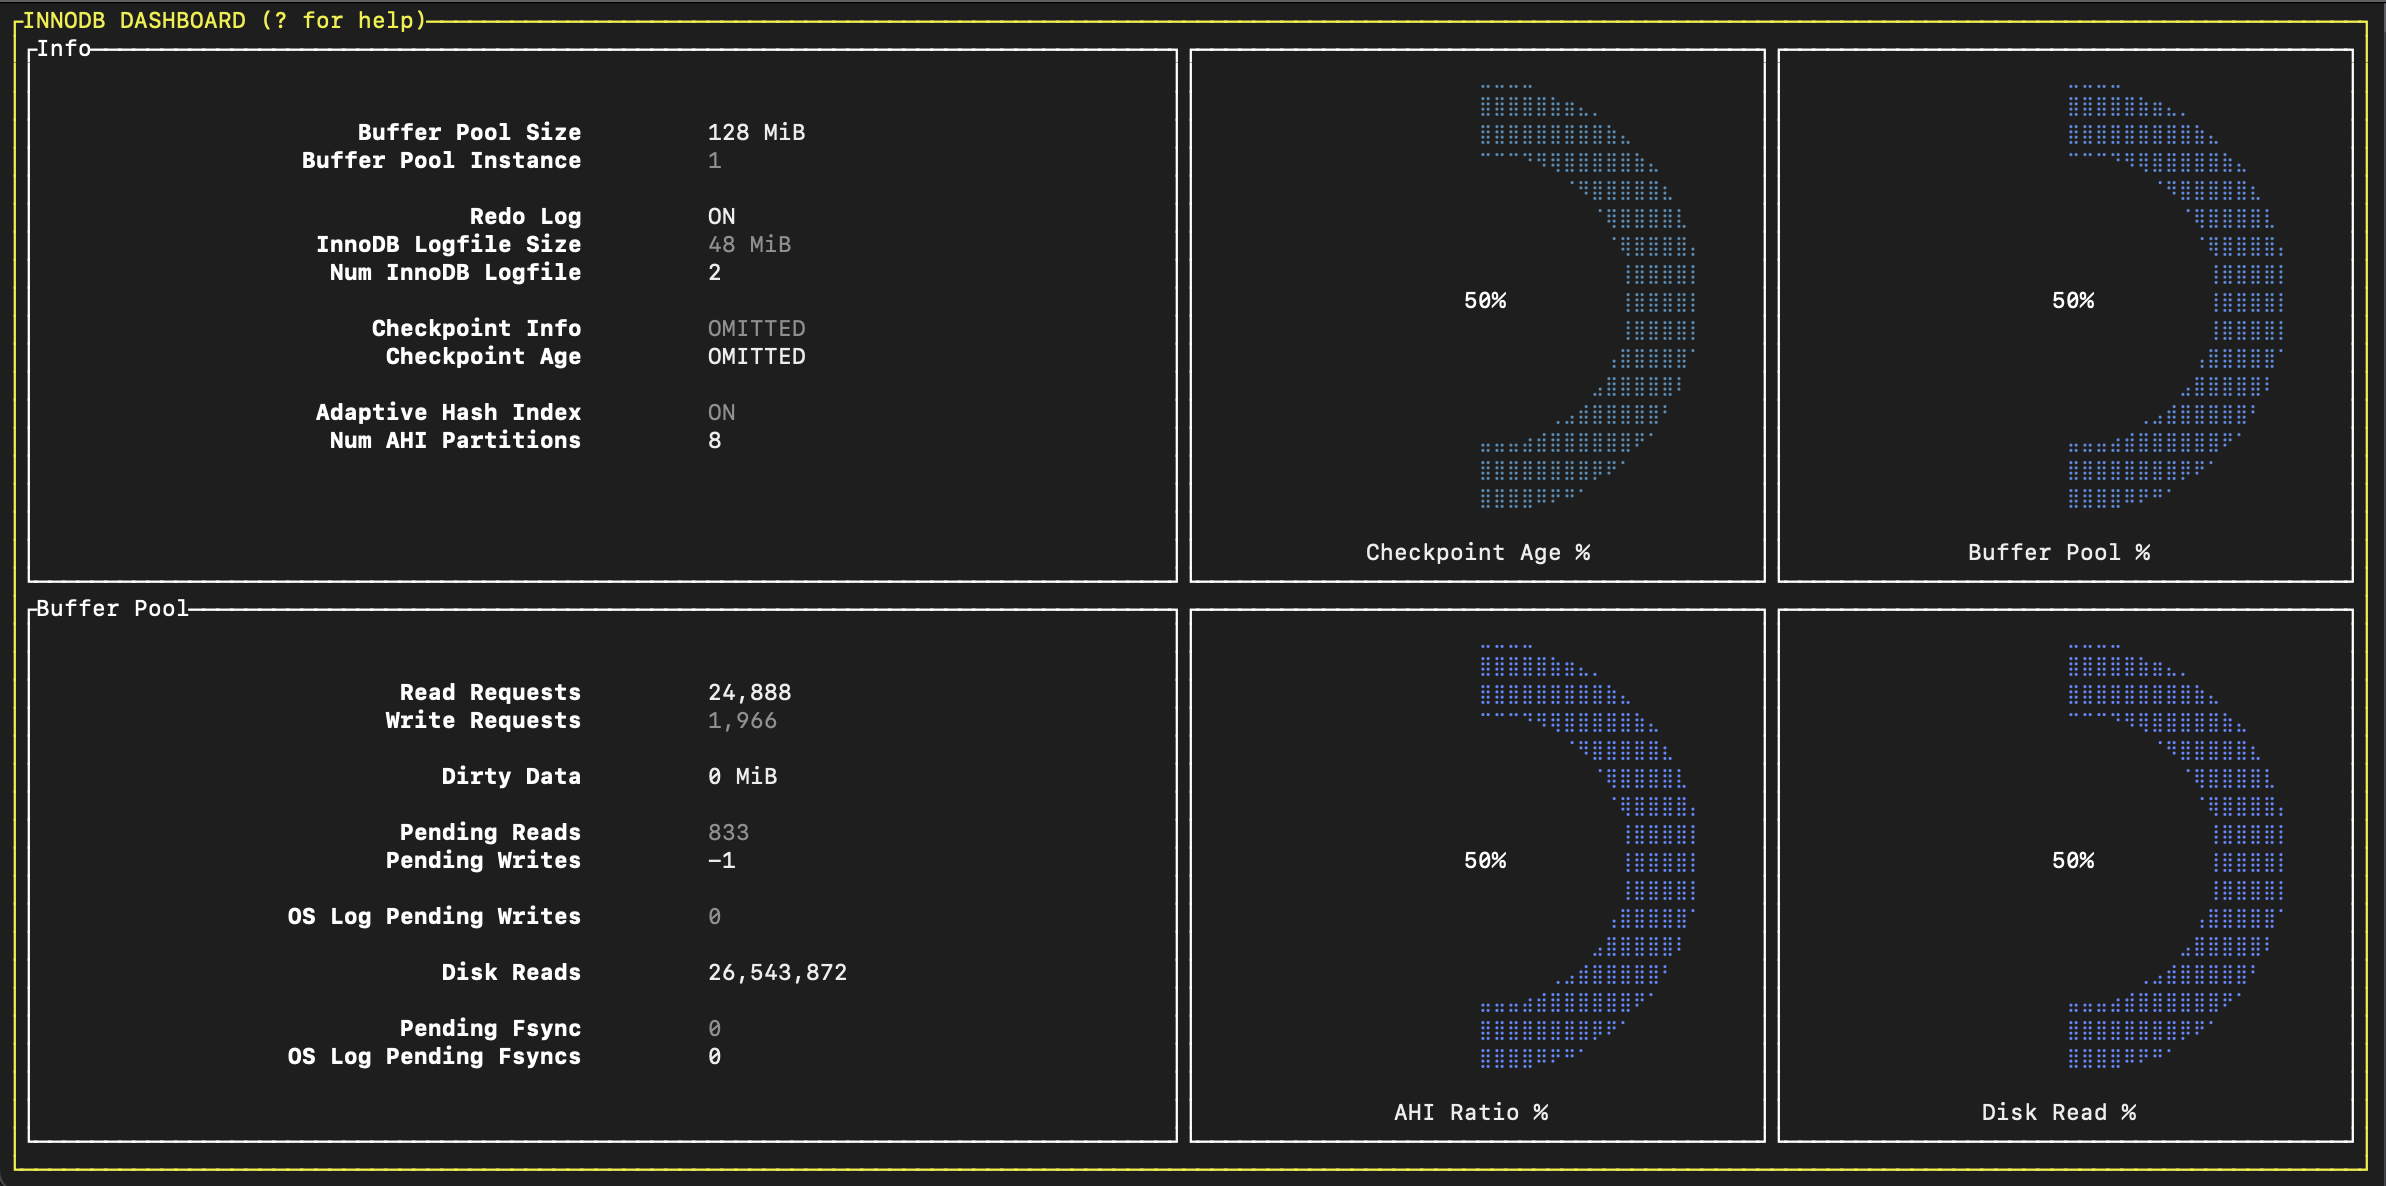 INNODB DASHBOARD (? for help)
Info
Buffer Pool Size 128 MiB
Buffer Pool Instance 1
Redo Log ON
InnoDB Logfile Size 48 MiB
Num InnoDB Logfile 2
Checkpoint Info OMITTED
Checkpoint Age OMITTED
Adaptive Hash Index ON
Num AHI Partitions 8
50%
Checkpoint Age %
50%
Buffer Pool %
Buffer Pool
Read Requests 24,888
Write Requests 1,966
Dirty Data 0 MiB
Pending Reads 833
Pending Writes -1
OS Log Pending Writes 0
Disk Reads 26,543,872
Pending Fsync 0
OS Log Pending Fsyncs 0
50%
AHI Ratio %
50%
Disk Read %